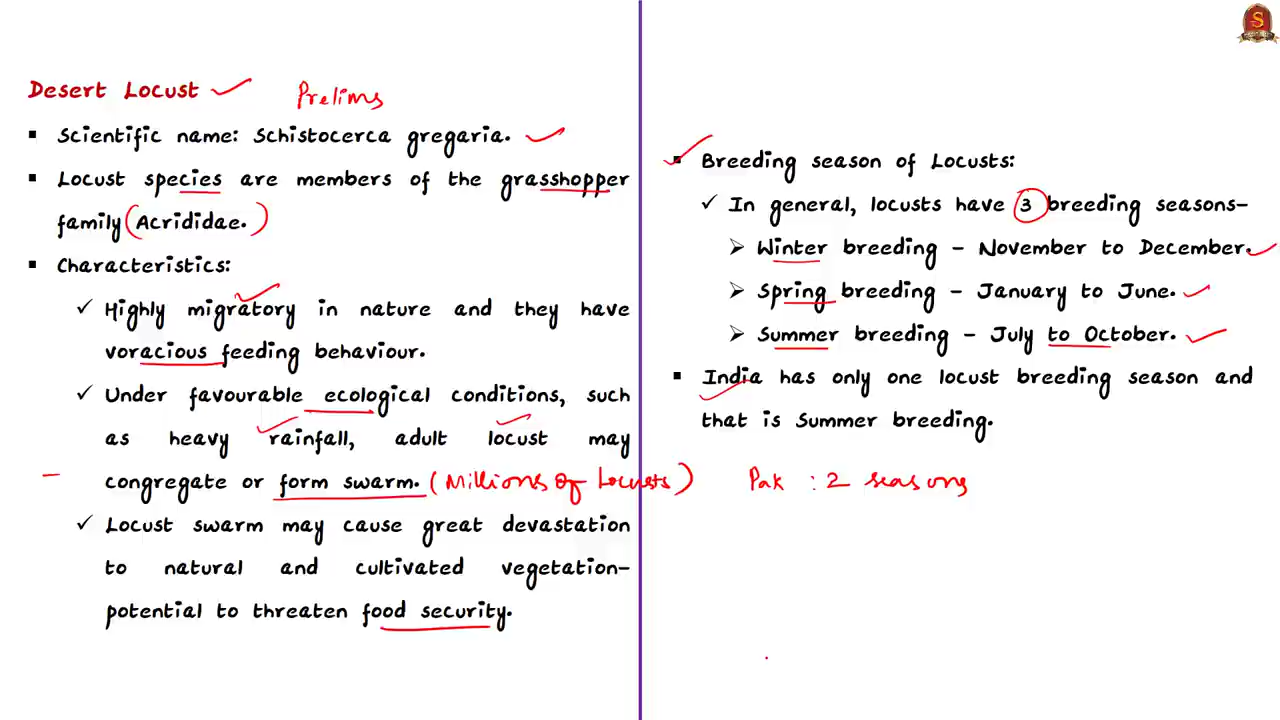 Desert Locust
Prelims
▪ Scientific name: Schistocerca gregaria.
▪ Locust species are members of the grasshopper
family (Acrididae.)
▪ Characteristics:
✓ Highly migratory in nature and they have
voracious feeding behaviour.
✓ Under favourable ecological conditions, such
as heavy rainfall, adult locust may
congregate or form swarm. (Millions of Locusts)
✓ Locust swarm may cause great devastation
to natural and cultivated vegetation-
potential to threaten food security.
▪ Breeding season of Locusts:
✓ In general, locusts have 3 breeding seasons-
➢ Winter breeding - November to December.
➢ Spring breeding - January to June.
➢ Summer breeding - July to October.
▪ India has only one locust breeding season and
that is Summer breeding.
Pak : 2 seasons
S